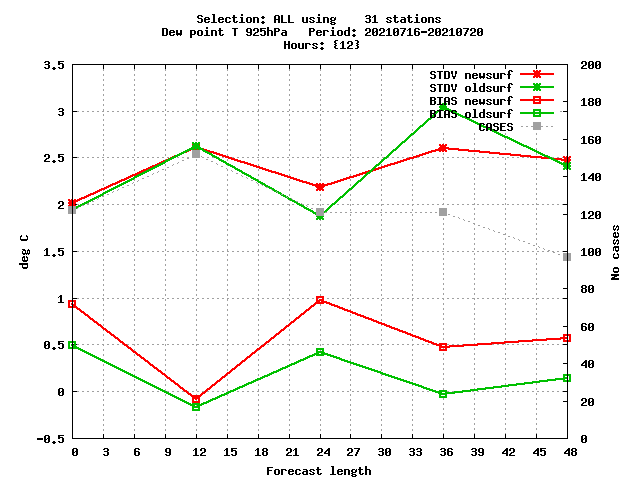 Selection: ALL using    31 stations
Dew point T 925hPa   Period: 20210716-20210720
Hours: {12}
STDV newsurf
STDV oldsurf
BIAS newsurf
BIAS oldsurf
CASES
3.5
3
2.5
2
1.5
1
0.5
0
-0.5
deg C
200
180
160
140
120
100
80
60
40
20
0
No cases
0 3 6 9 12 15 18 21 24 27 30 33 36 39 42 45 48
Forecast length